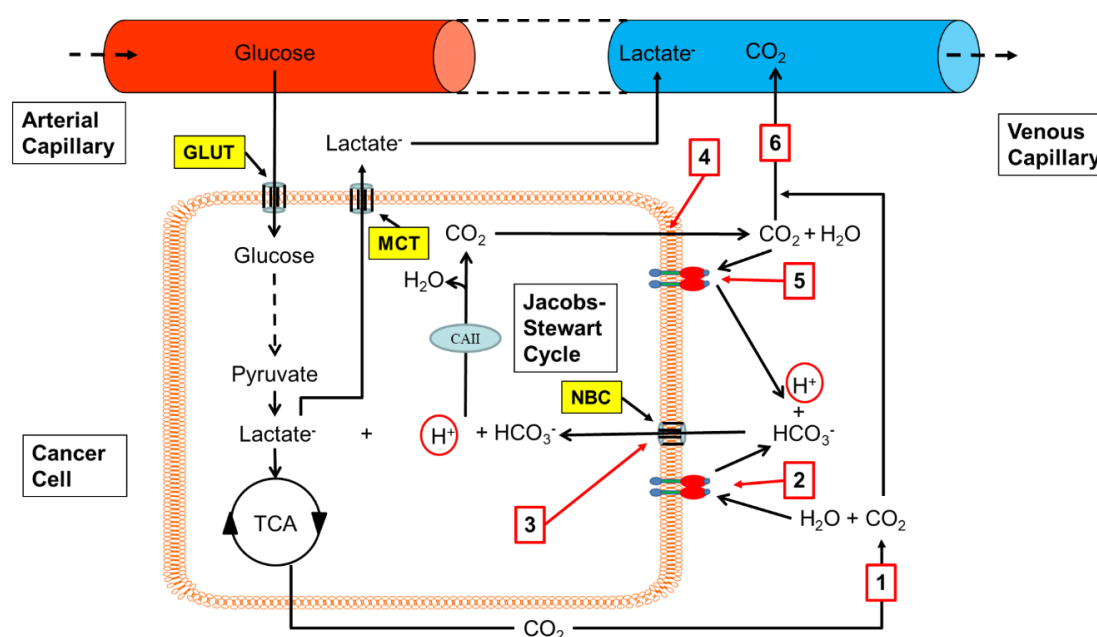 Glucose
Lactate⁻
CO₂
Arterial
Capillary
Venous
Capillary
GLUT
Lactate⁻
6
4
MCT
CO₂
CO₂ + H₂O
Glucose
H₂O
5
Jacobs-
Stewart
Cycle
CAII
Pyruvate
NBC
H⁺
+
Lactate⁻ + H⁺ + HCO₃⁻
HCO₃⁻
Cancer
Cell
2
3
TCA
H₂O + CO₂
1
CO₂